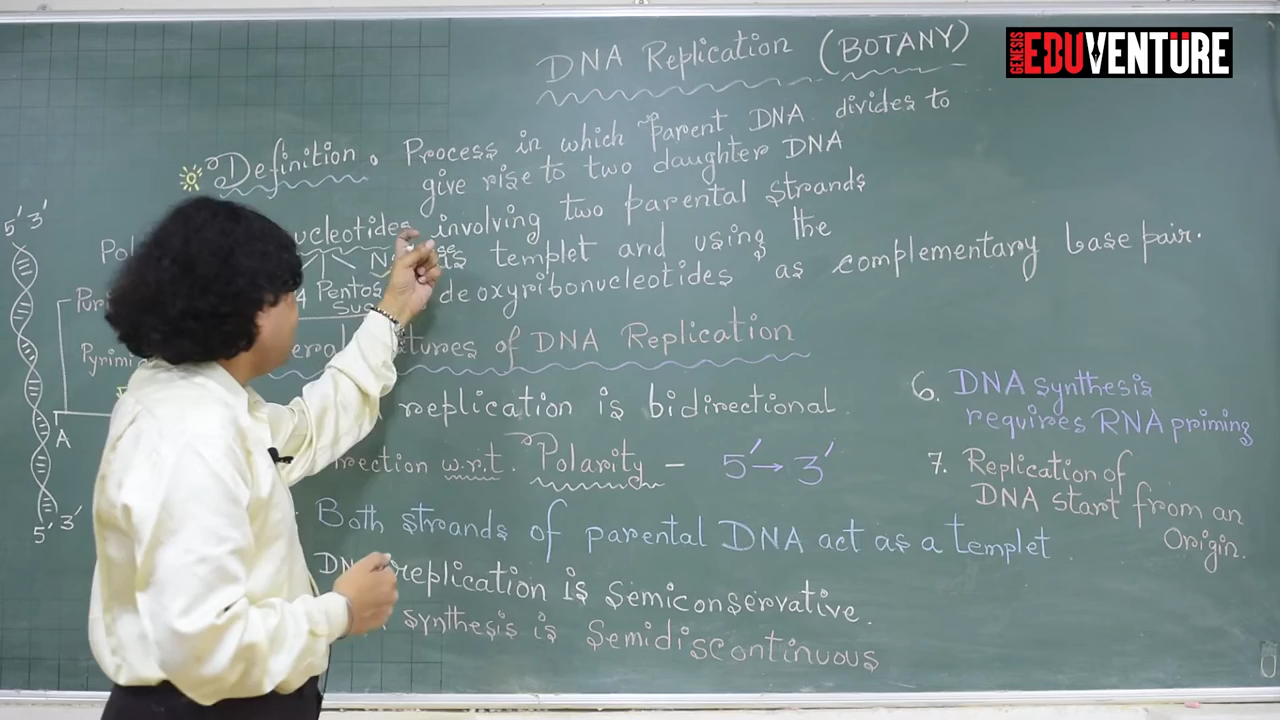 DNA Replication (BOTANY)
GENESIS EDUVENTURE
Definition. Process in which parent DNA divides to
give rise to two daughter DNA
involving two parental strands
templet and using the
deoxyribonucleotides as complementary base pair.
5' 3'
A
5' 3'
features of DNA Replication
replication is bidirectional.
w.r.t. Polarity - 5' → 3'
Both strands of parental DNA act as a templet.
replication is semiconservative.
synthesis is Semidiscontinuous
6. DNA synthesis
requires RNA priming
7. Replication of
DNA start from an
Origin.